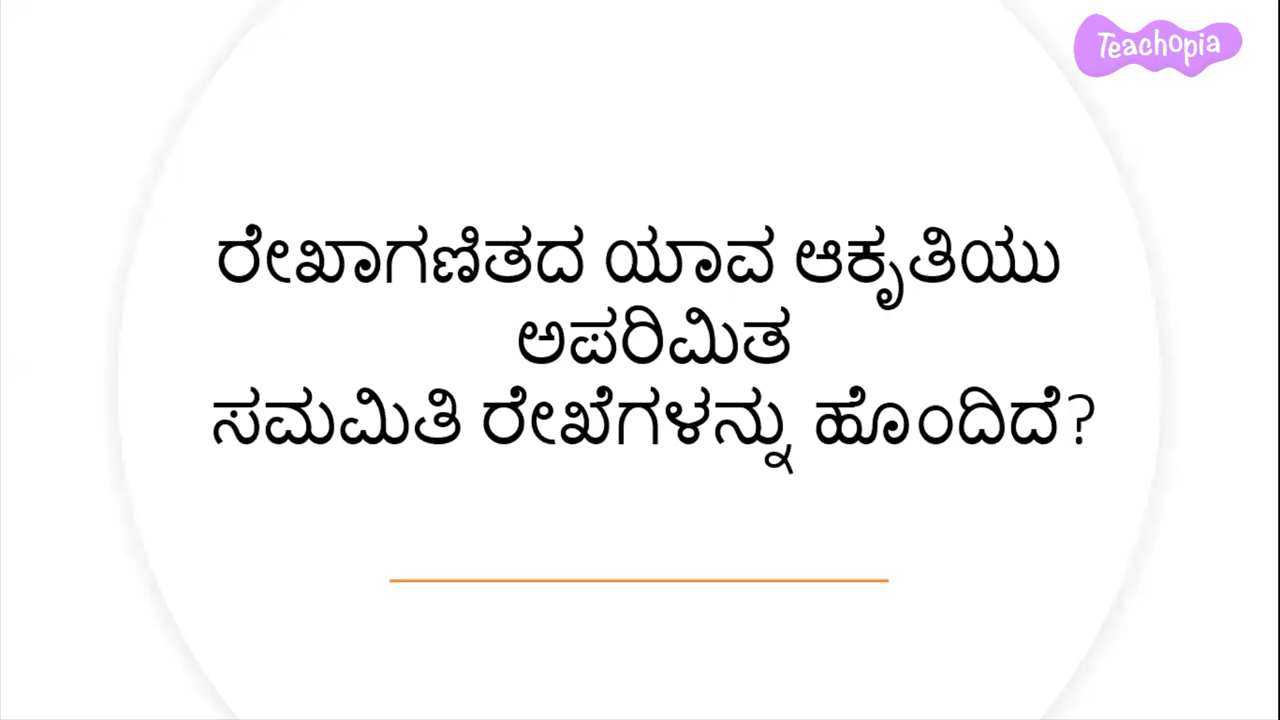 Teachopia
ರೇಖಾಗಣಿತದ ಯಾವ ಆಕೃತಿಯು
ಅಪರಿಮಿತ
ಸಮಮಿತಿ ರೇಖೆಗಳನ್ನು ಹೊಂದಿದೆ?